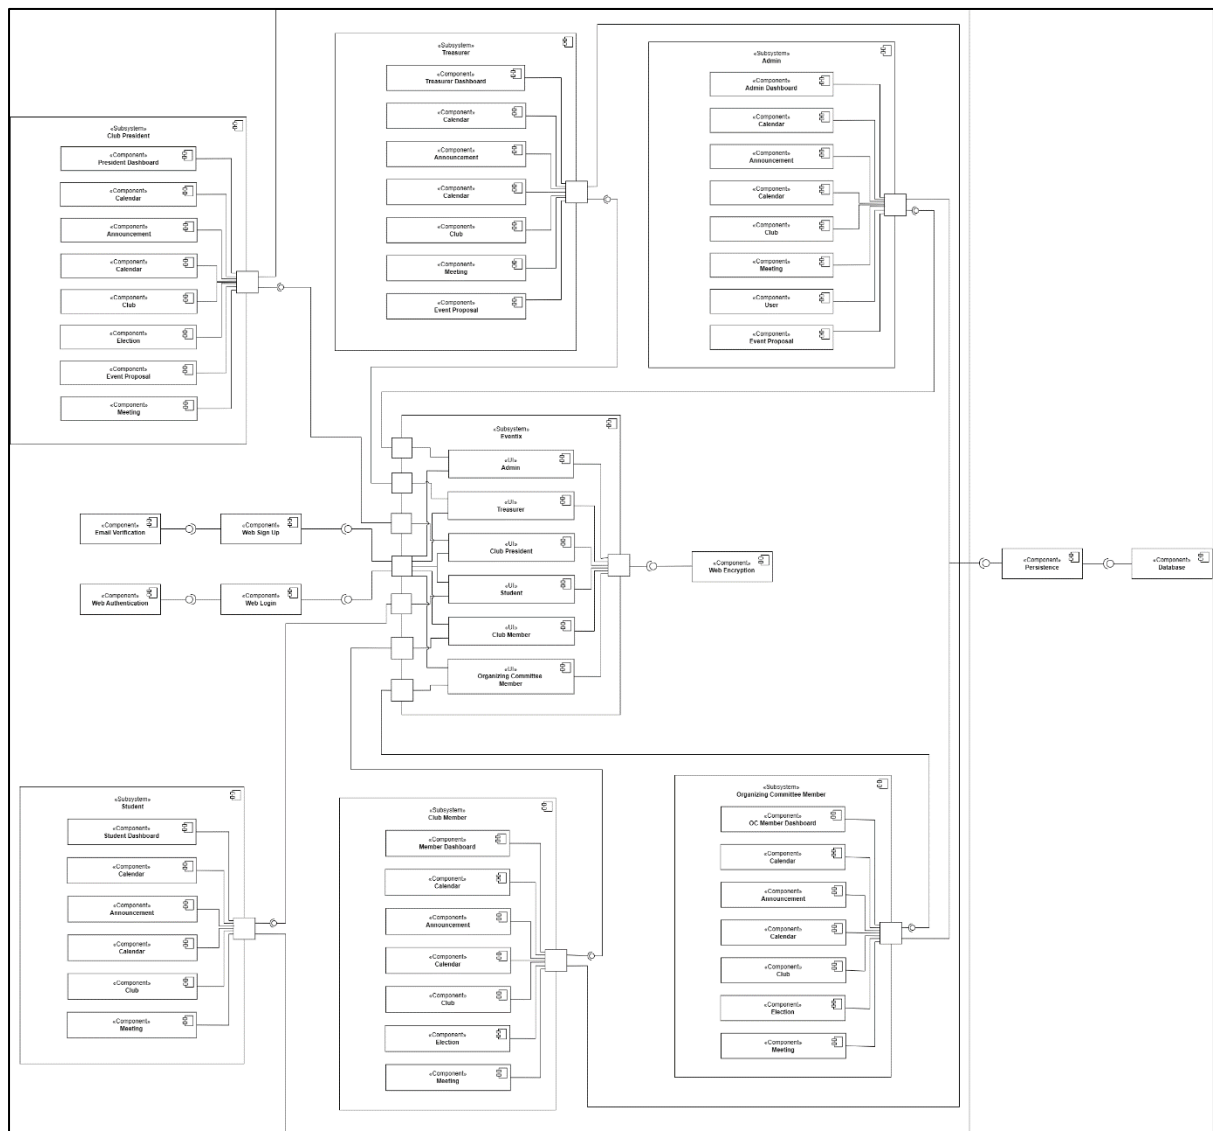 «Subsystem»
Treasurer
«Component»
Treasurer Dashboard
«Component»
Calendar
«Component»
Announcement
«Component»
Calendar
«Component»
Club
«Component»
Meeting
«Component»
Event Proposal
«Subsystem»
Admin
«Component»
Admin Dashboard
«Component»
Calendar
«Component»
Announcement
«Component»
Calendar
«Component»
Club
«Component»
Meeting
«Component»
User
«Component»
Event Proposal
«Subsystem»
Club President
«Component»
President Dashboard
«Component»
Calendar
«Component»
Announcement
«Component»
Calendar
«Component»
Club
«Component»
Election
«Component»
Event Proposal
«Component»
Meeting
«Subsystem»
Eventix
«UI»
Admin
«UI»
Treasurer
«UI»
Club President
«UI»
Student
«UI»
Club Member
«UI»
Organizing Committee
Member
«Component»
Email Verification
«Component»
Web Sign Up
«Component»
Web Authentication
«Component»
Web Login
«Component»
Web Encryption
«Component»
Persistence
«Component»
Database
«Subsystem»
Student
«Component»
Student Dashboard
«Component»
Calendar
«Component»
Announcement
«Component»
Calendar
«Component»
Club
«Component»
Meeting
«Subsystem»
Club Member
«Component»
Member Dashboard
«Component»
Calendar
«Component»
Announcement
«Component»
Calendar
«Component»
Club
«Component»
Election
«Component»
Meeting
«Subsystem»
Organizing Committee Member
«Component»
OC Member Dashboard
«Component»
Calendar
«Component»
Announcement
«Component»
Calendar
«Component»
Club
«Component»
Election
«Component»
Meeting